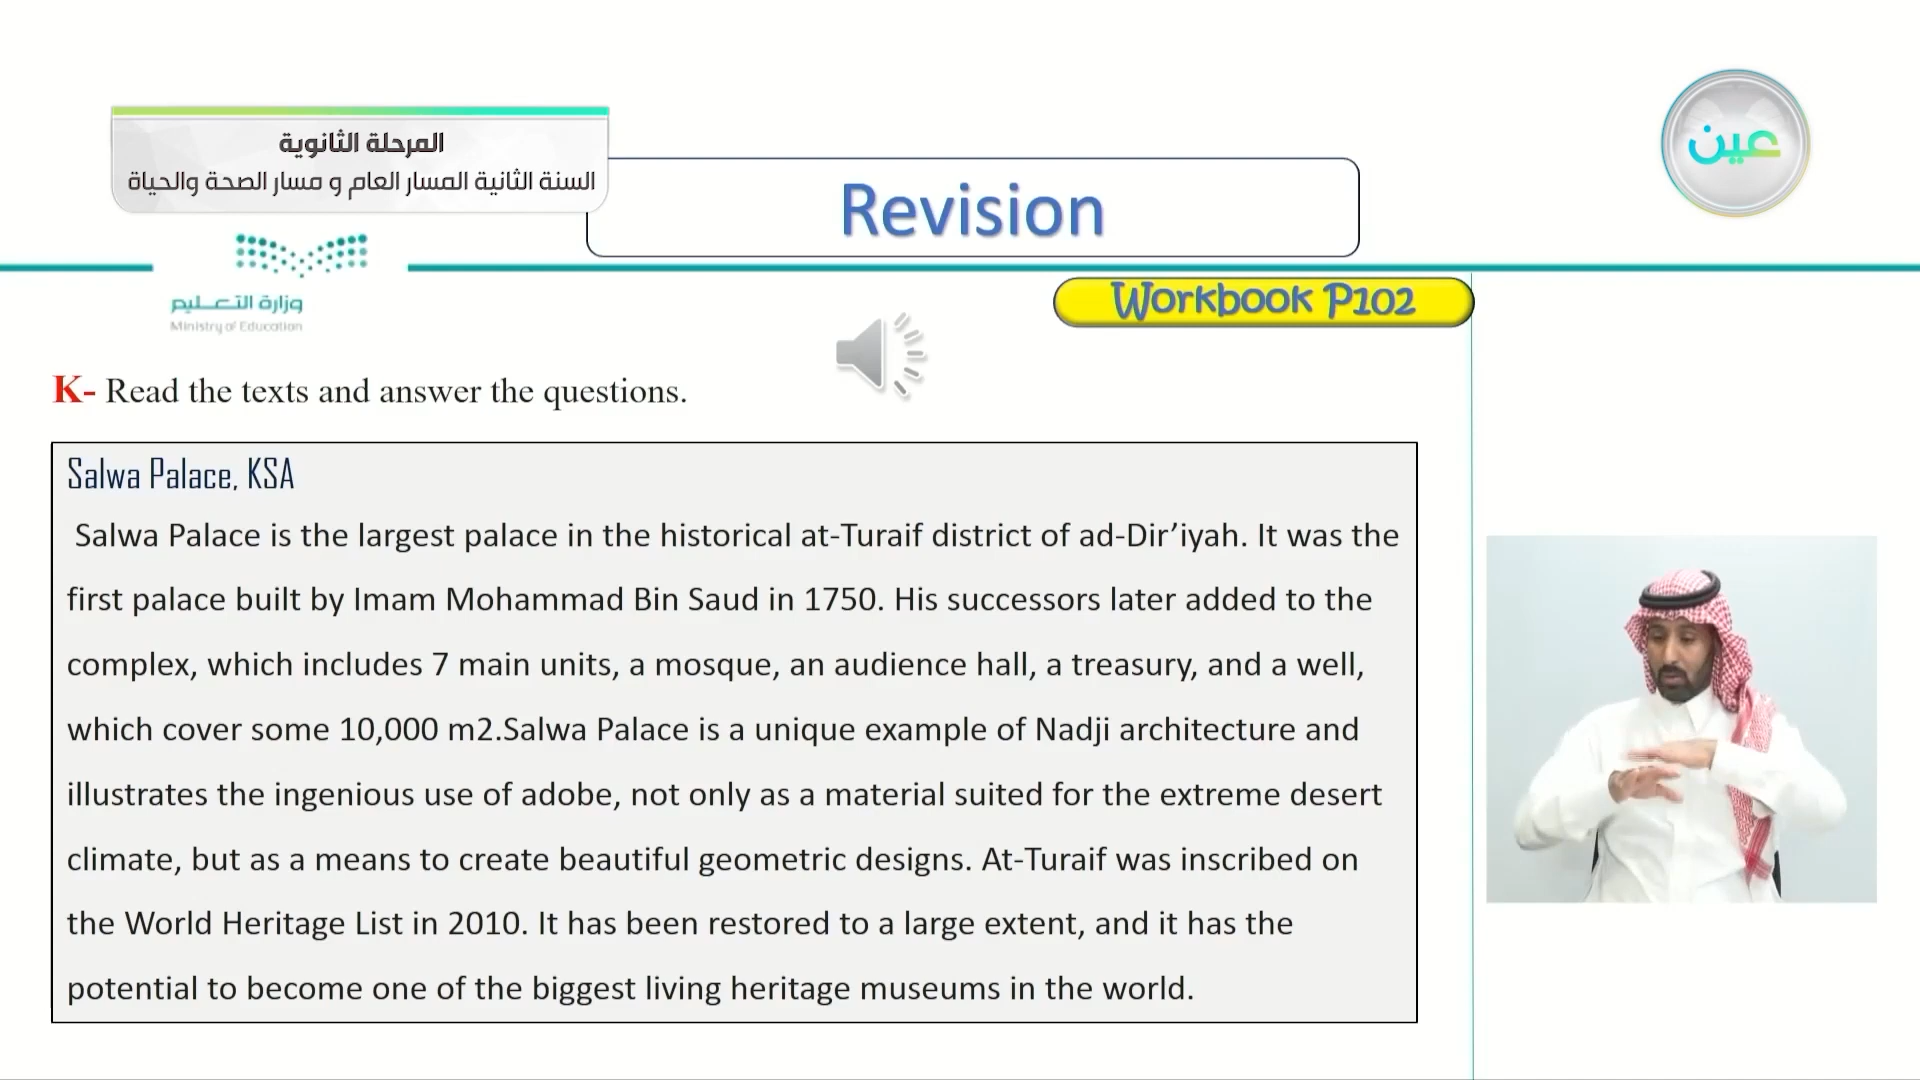 المرحلة الثانوية
السنة الثانية المسار العام و مسار الصحة والحياة
عين
Revision
وزارة التعليم
Ministry of Education
Workbook P102
K- Read the texts and answer the questions.
Salwa Palace, KSA
Salwa Palace is the largest palace in the historical at-Turaif district of ad-Dir’iyah. It was the
first palace built by Imam Mohammad Bin Saud in 1750. His successors later added to the
complex, which includes 7 main units, a mosque, an audience hall, a treasury, and a well,
which cover some 10,000 m2.Salwa Palace is a unique example of Nadji architecture and
illustrates the ingenious use of adobe, not only as a material suited for the extreme desert
climate, but as a means to create beautiful geometric designs. At-Turaif was inscribed on
the World Heritage List in 2010. It has been restored to a large extent, and it has the
potential to become one of the biggest living heritage museums in the world.